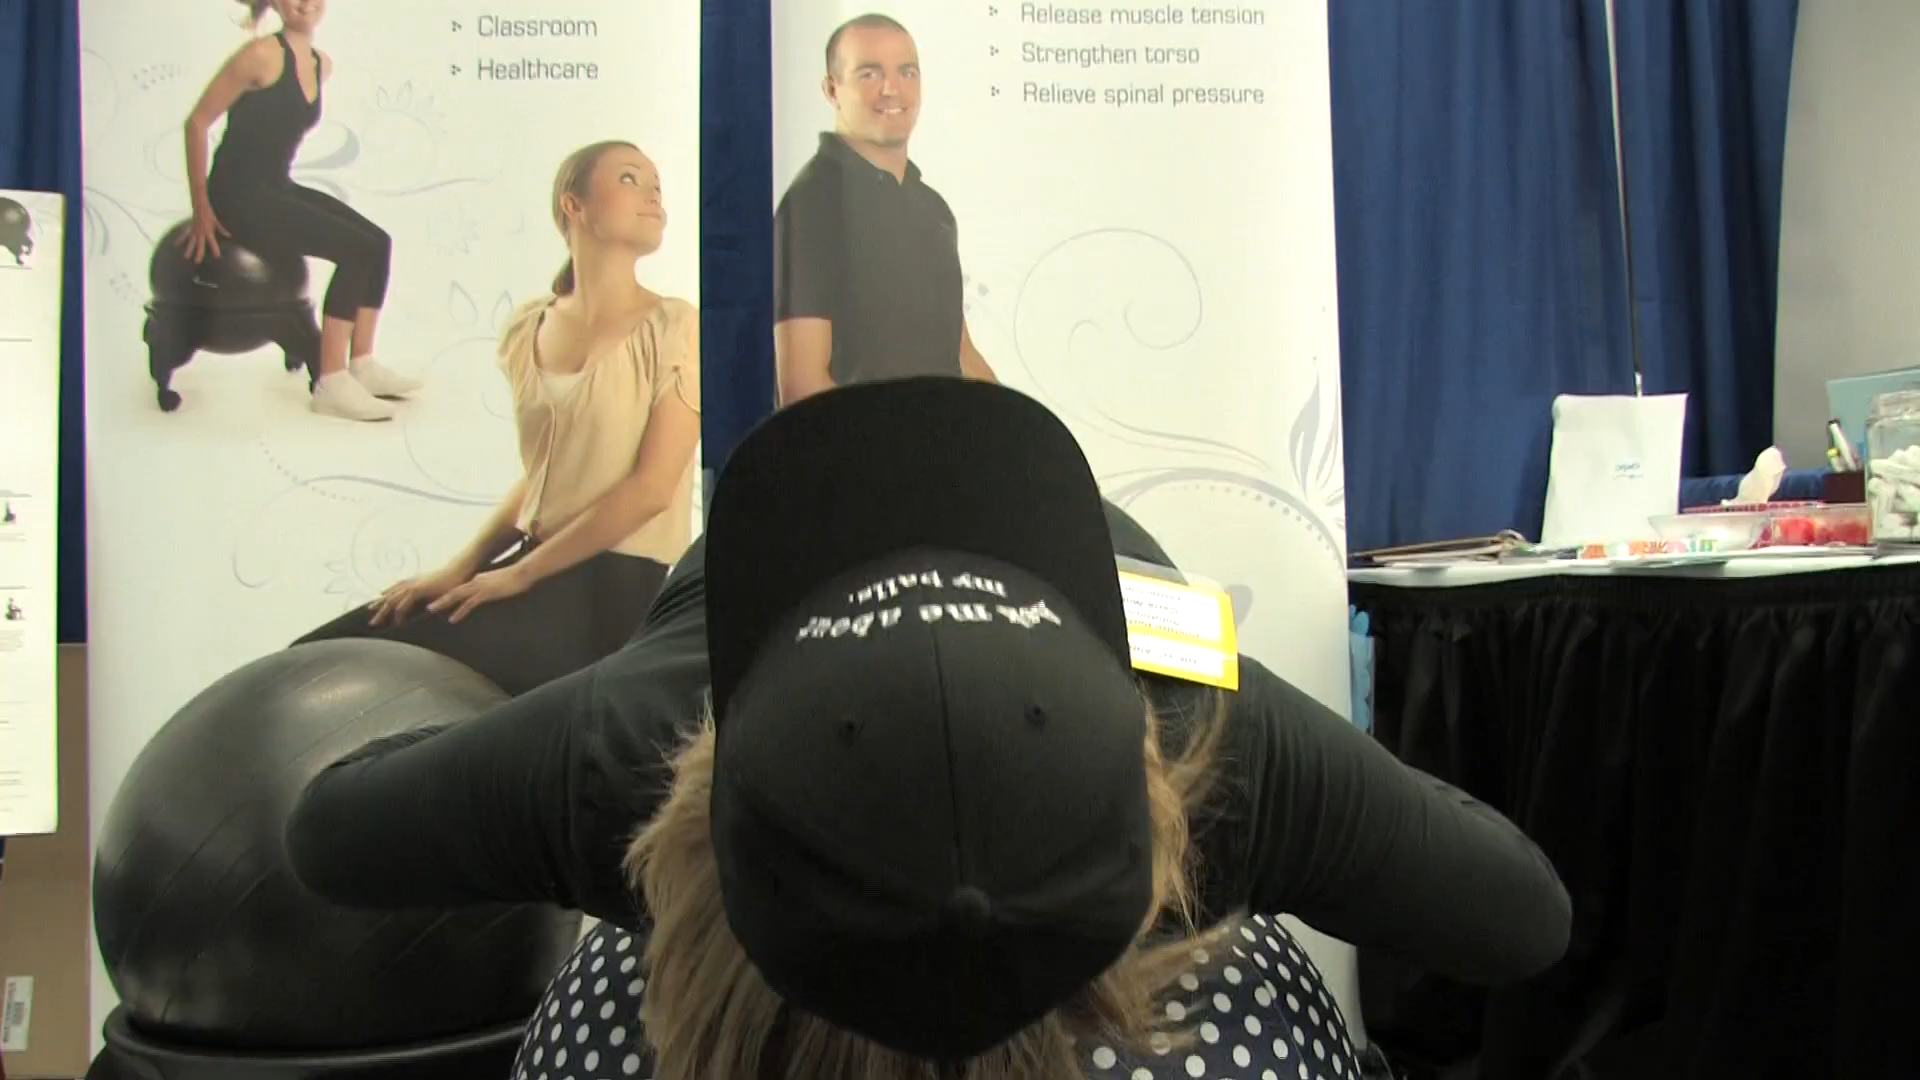 Classroom
Healthcare
Release muscle tension
Strengthen torso
Relieve spinal pressure
Ask me about
my balls.